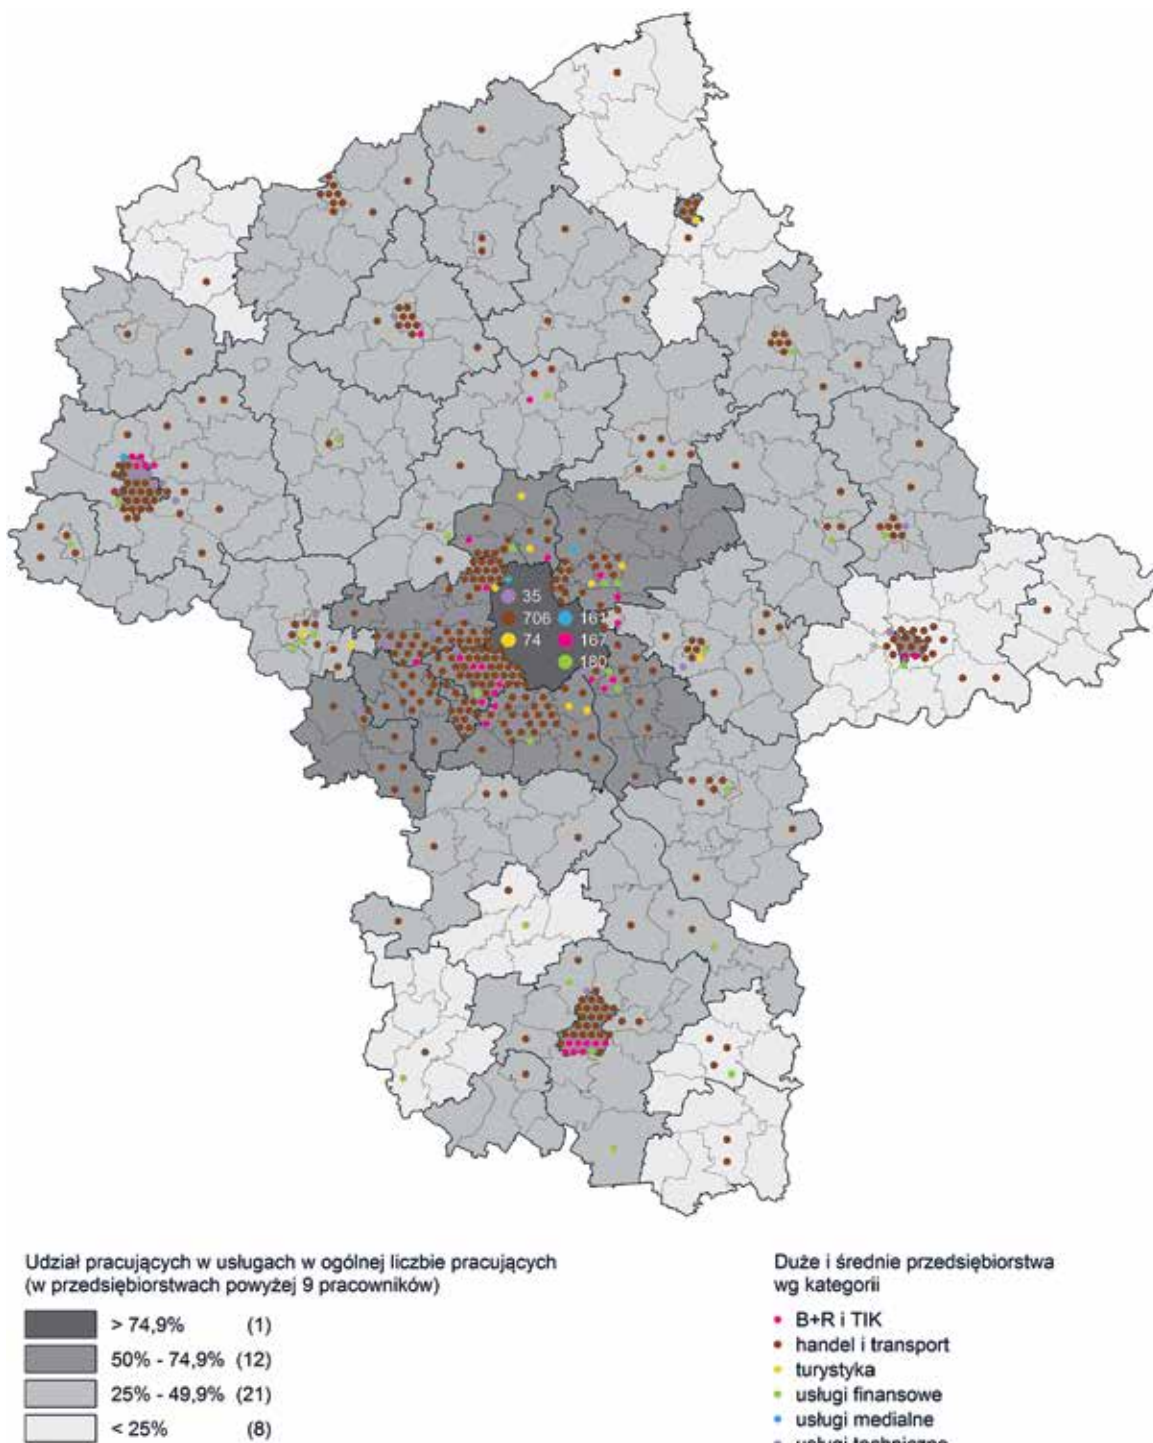 35
706 161
74 167
180
Udział pracujących w usługach w ogólnej liczbie pracujących
(w przedsiębiorstwach powyżej 9 pracowników)
> 74,9% (1)
50% - 74,9% (12)
25% - 49,9% (21)
< 25% (8)
Duże i średnie przedsiębiorstwa
wg kategorii
B+R i TIK
handel i transport
turystyka
usługi finansowe
usługi medialne
usługi techniczne